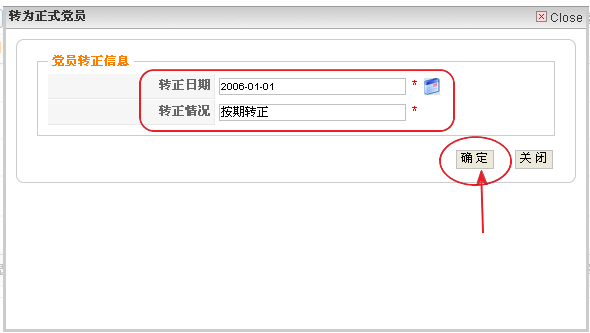 转为正式党员 Close
党员转正信息
转正日期 2006-01-01 *
转正情况 按期转正 *
确定 关闭